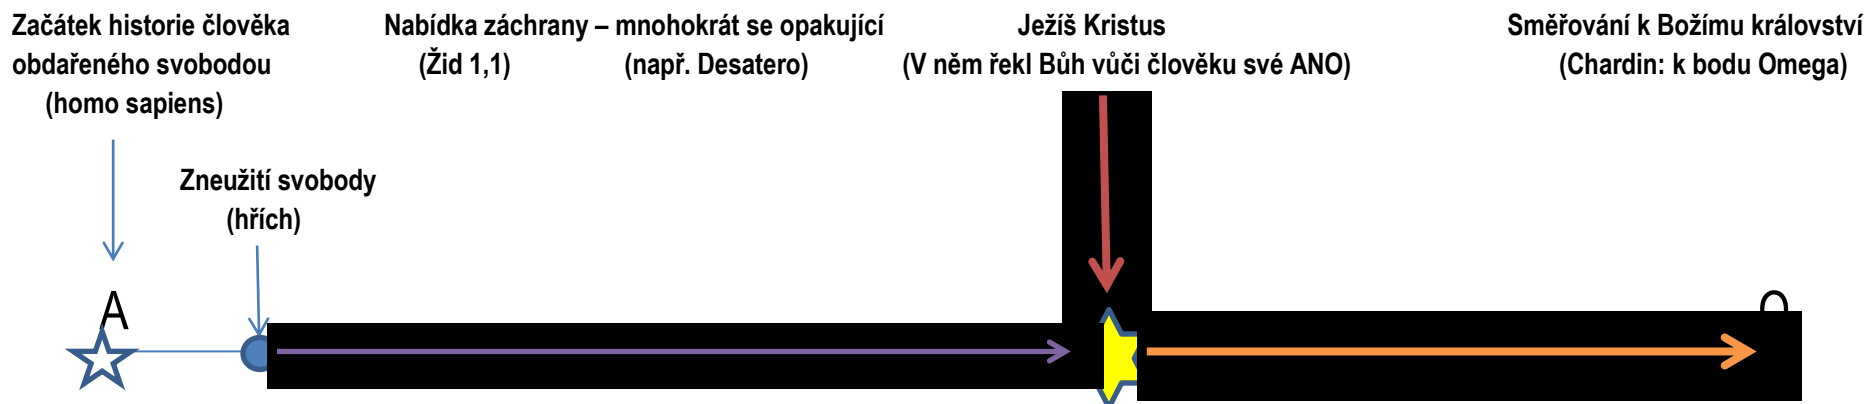 Začátek historie člověka
obdařeného svobodou
(homo sapiens)
Nabídka záchrany – mnohokrát se opakující
(Žid 1,1) (např. Desatero)
Ježíš Kristus
(V něm řekl Bůh vůči člověku své ANO)
Směřování k Božímu království
(Chardin: k bodu Omega)
Zneužití svobody
(hřích)
A